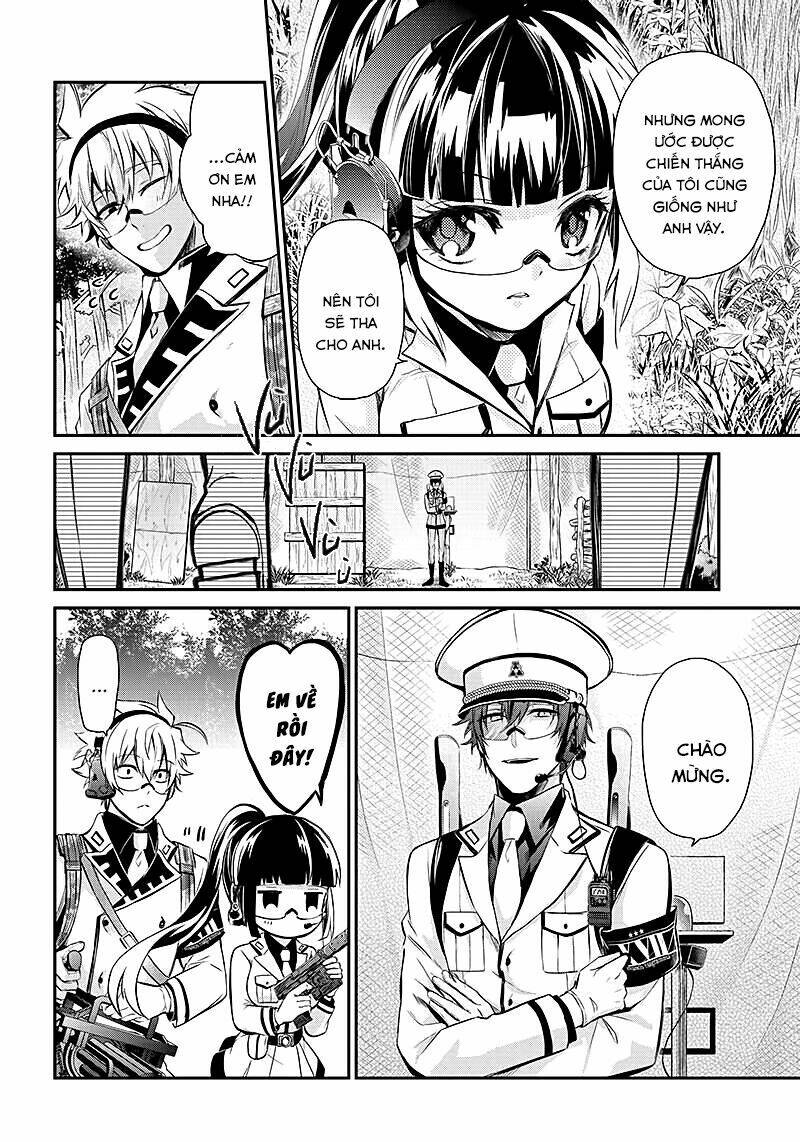 NHƯNG MONG
ƯỚC ĐƯỢC
CHIẾN THẮNG
CỦA TÔI CŨNG
GIỐNG NHƯ
ANH VẬY.
NÊN TÔI
SẼ THA
CHO ANH.
...CẢM
ƠN EM
NHA!!
VÙ
VÙ
VÙ
VÙ
CHÀO
MỪNG.
XVII
EM VỀ
RỒI
ĐÂY!
...